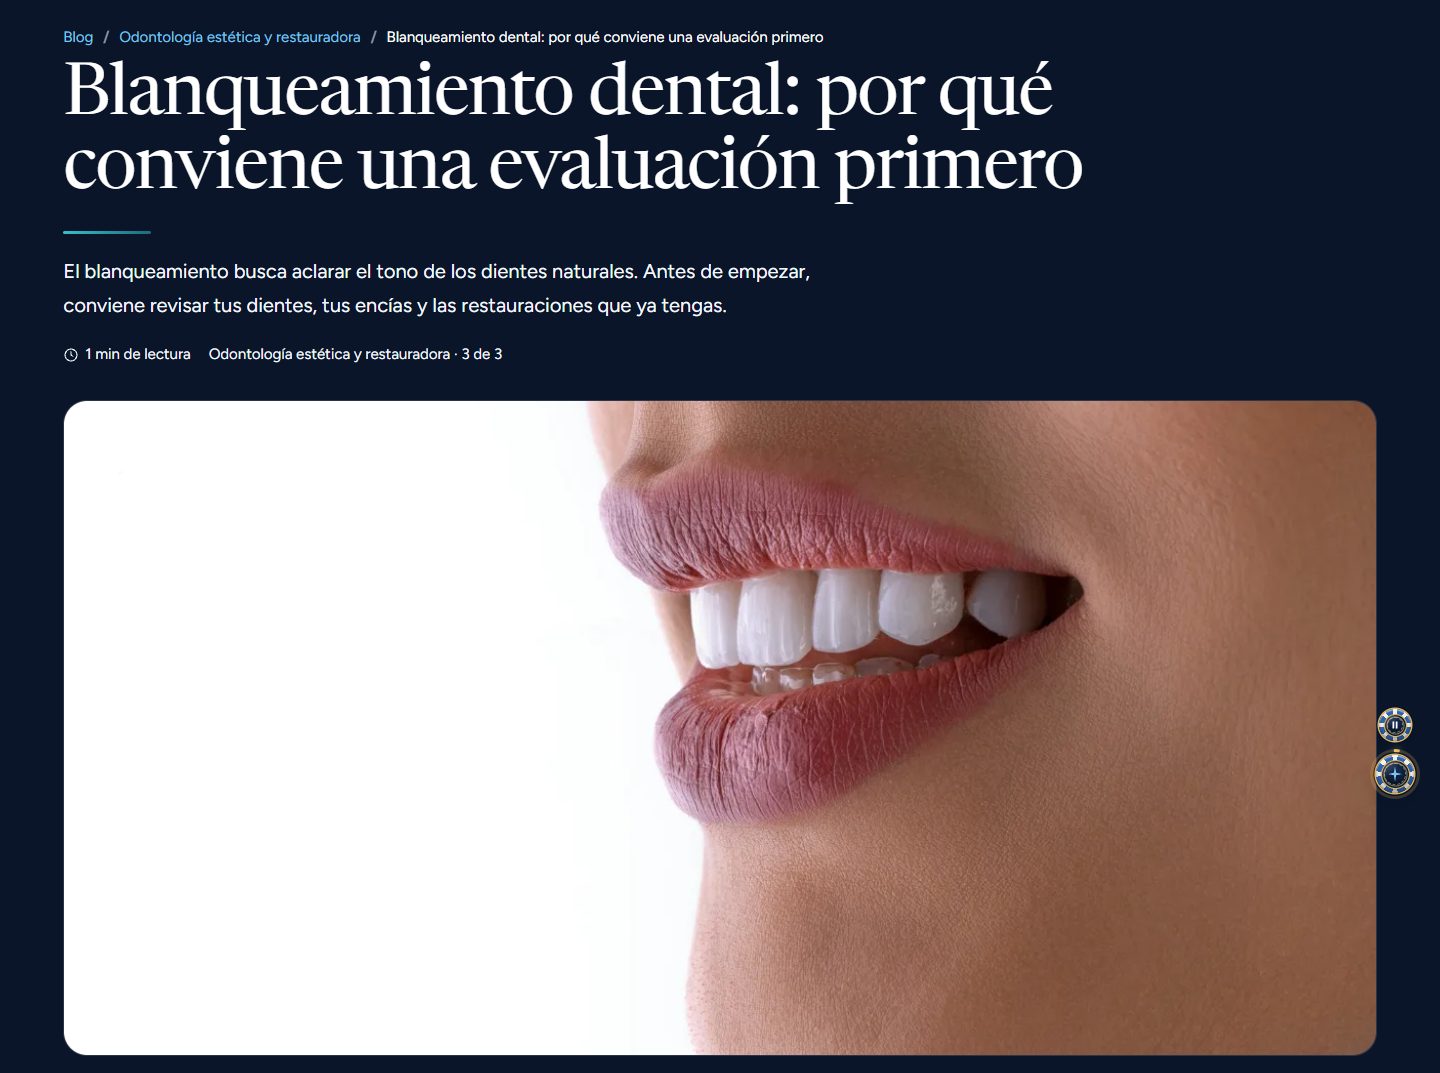 Blog / Odontología estética y restauradora / Blanqueamiento dental: por qué conviene una evaluación primero
Blanqueamiento dental: por qué
conviene una evaluación primero
El blanqueamiento busca aclarar el tono de los dientes naturales. Antes de empezar,
conviene revisar tus dientes, tus encías y las restauraciones que ya tengas.
1 min de lectura Odontología estética y restauradora · 3 de 3